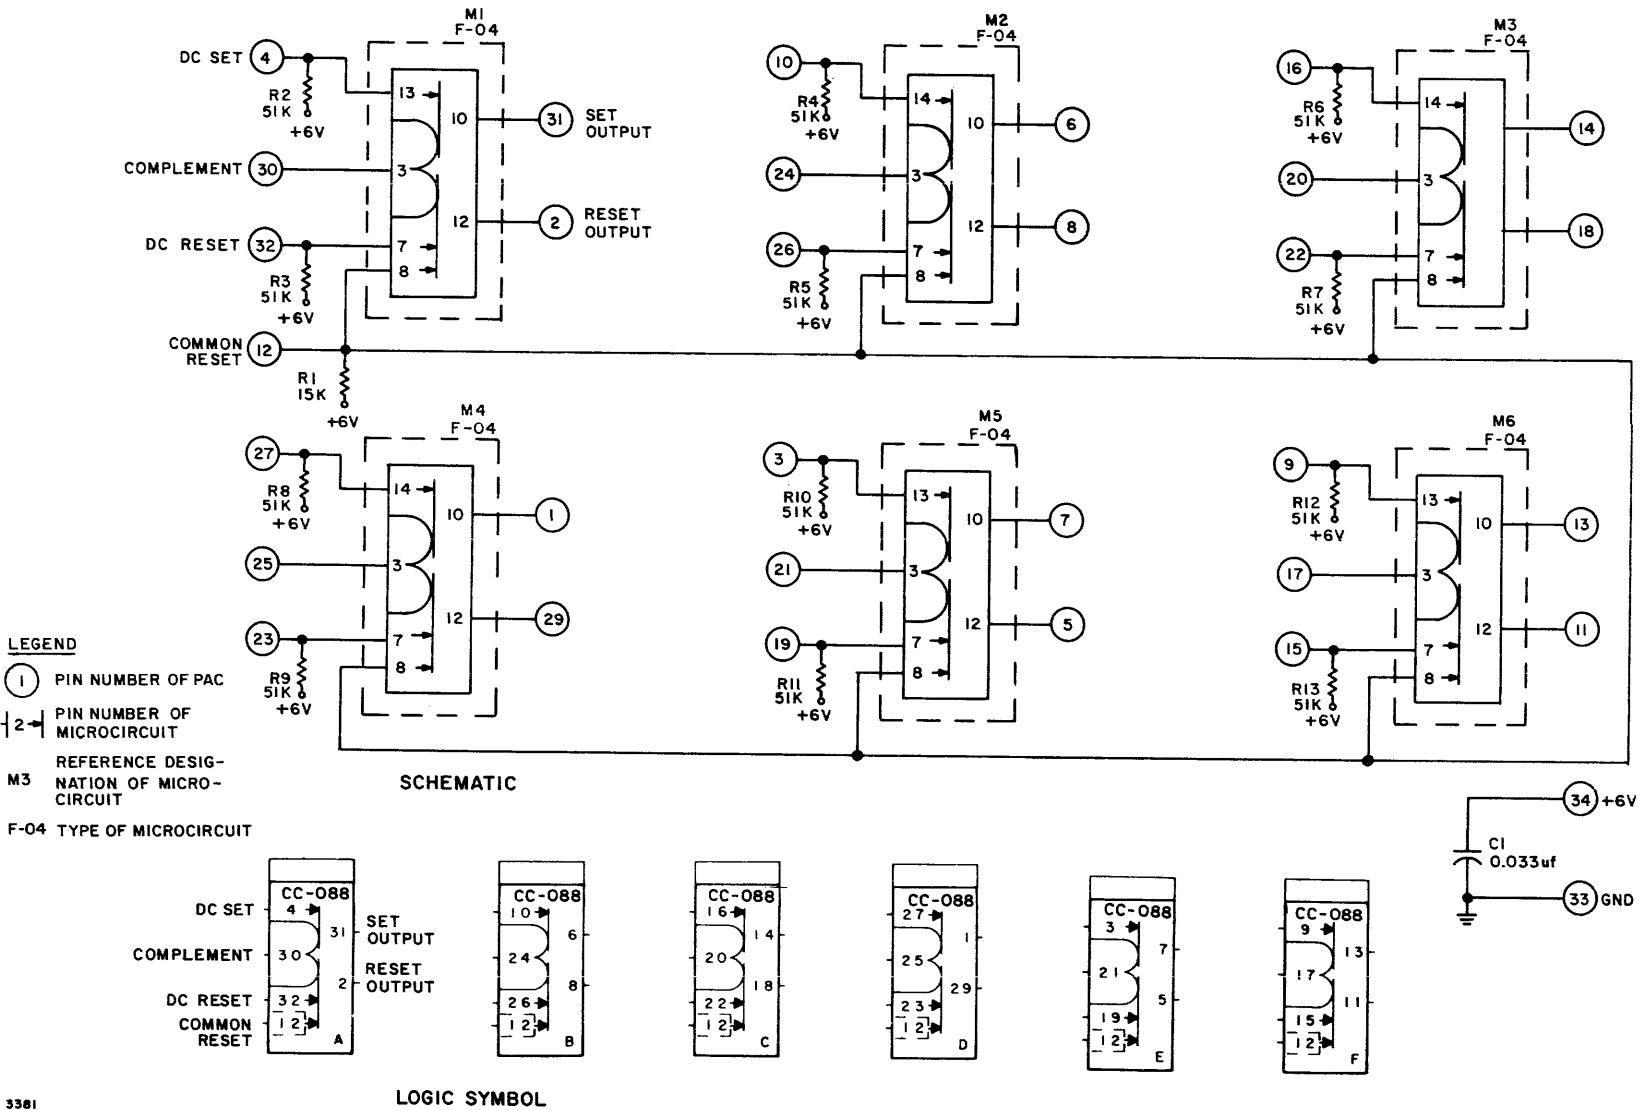 M1
F-04
DC SET 4
R2
51K
+6V
13
10
31 SET
OUTPUT
COMPLEMENT 30
3
12
2 RESET
OUTPUT
DC RESET 32
7
8
R3
51K
+6V
COMMON
RESET 12
R1
15K
+6V
M2
F-04
10
R4
51K
+6V
14
10
6
24
3
12
8
26
7
8
R5
51K
+6V
M3
F-04
16
R6
51K
+6V
14
14
20
3
18
22
7
8
R7
51K
+6V
M4
F-04
27
R8
51K
+6V
14
10
1
25
3
12
29
23
7
8
R9
51K
+6V
M5
F-04
3
R10
51K
+6V
13
10
7
21
3
12
5
19
7
8
R11
51K
+6V
M6
F-04
9
R12
51K
+6V
13
10
13
17
3
12
11
15
7
8
R13
51K
+6V
LEGEND
1 PIN NUMBER OF PAC
2 PIN NUMBER OF
MICROCIRCUIT
M3 REFERENCE DESIG-
NATION OF MICRO-
CIRCUIT
F-04 TYPE OF MICROCIRCUIT
SCHEMATIC
34 +6V
C1
0.033uf
33 GND
CC-088
DC SET 4
31 SET
OUTPUT
COMPLEMENT 30
2 RESET
OUTPUT
DC RESET 32
COMMON
RESET 12
A
CC-088
10
6
24
8
26
12
B
CC-088
16
14
20
18
22
12
C
CC-088
27
1
25
29
23
12
D
CC-088
3
7
21
5
19
12
E
CC-088
9
13
17
11
15
12
F
LOGIC SYMBOL
3381